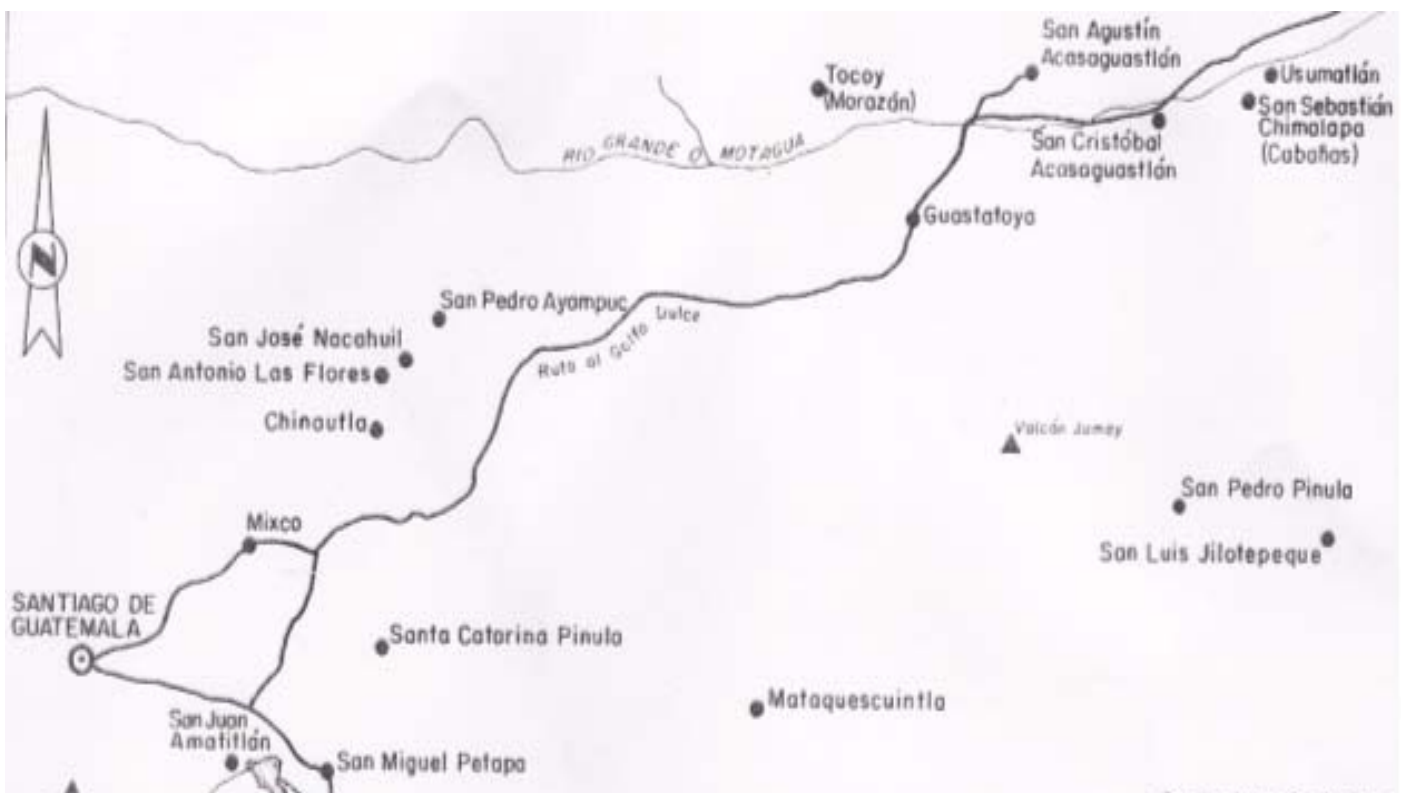 San Agustín
Acasaguastlán
Tocoy
(Morazán)
Usumatlán
San Sebastián
Chimalapa
(Cabañas)
San Cristóbal
Acasaguastlán
RIO GRANDE O MOTAGUA
Guastatoya
N
San Pedro Ayampuc
San José Nacahuil
San Antonio Las Flores
Ruta al Golfo Dulce
Chinautla
Volcán Jumay
San Pedro Pinula
Mixco
San Luis Jilotepeque
SANTIAGO DE
GUATEMALA
Santa Catarina Pinula
Mataquescuintla
San Juan
Amatitlán
San Miguel Petapa